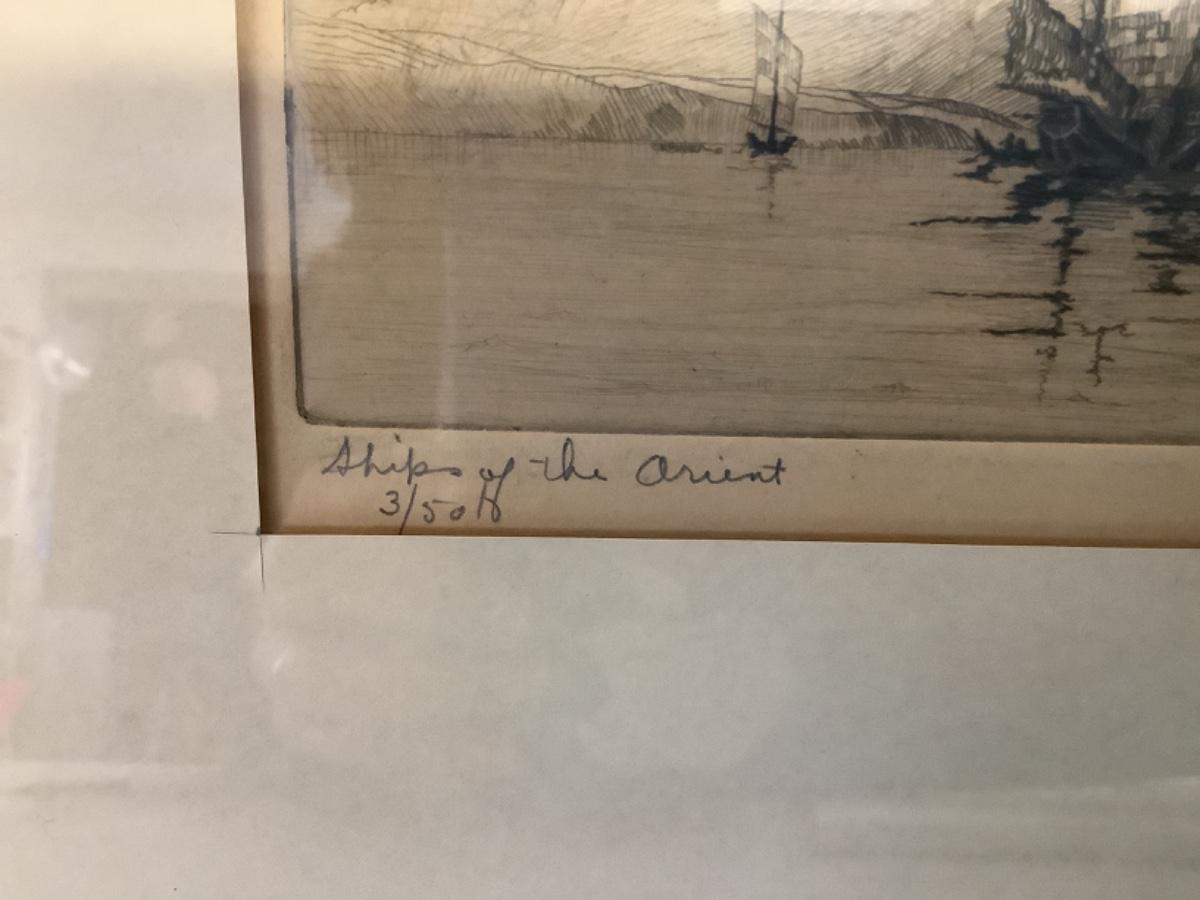 Ships of the Orient
3/50